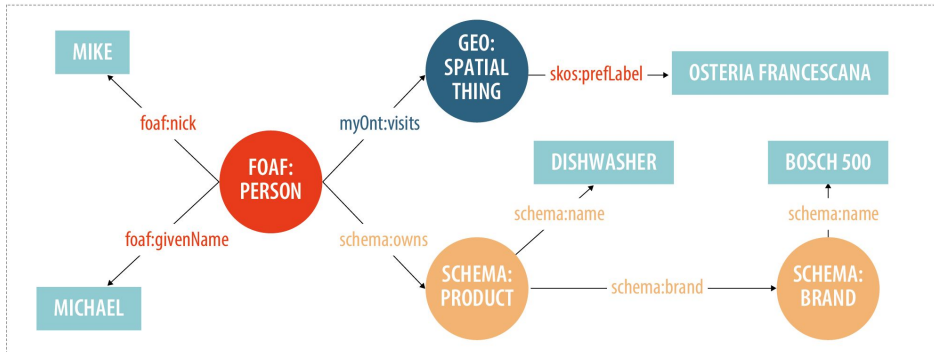 MIKE
GEO:
SPATIAL
THING
skos:prefLabel
OSTERIA FRANCESCANA
foaf:nick
myOnt:visits
FOAF:
PERSON
DISHWASHER
BOSCH 500
foaf:givenName
schema:owns
schema:name
schema:name
MICHAEL
SCHEMA:
PRODUCT
schema:brand
SCHEMA:
BRAND